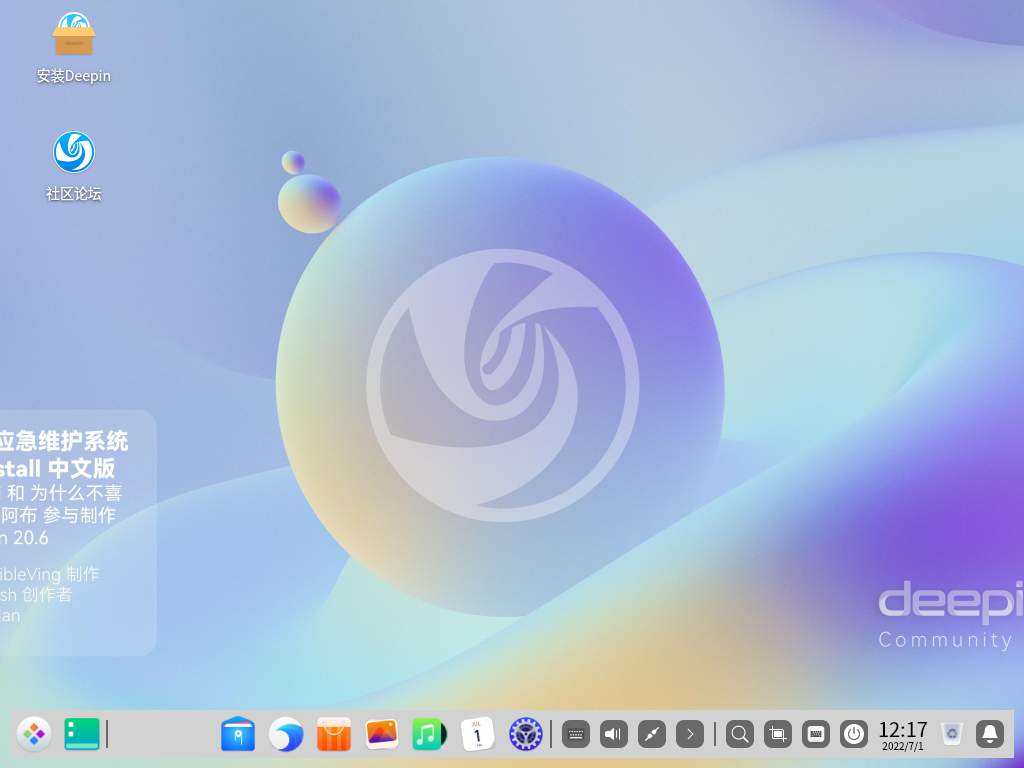 安装Deepin
社区论坛
应急维护系统
stall 中文版
和 为什么不喜
阿布 参与制作
n 20.6
ibleVing 制作
sh 创作者
an
deepi
Community
JUL
1
12:17
2022/7/1